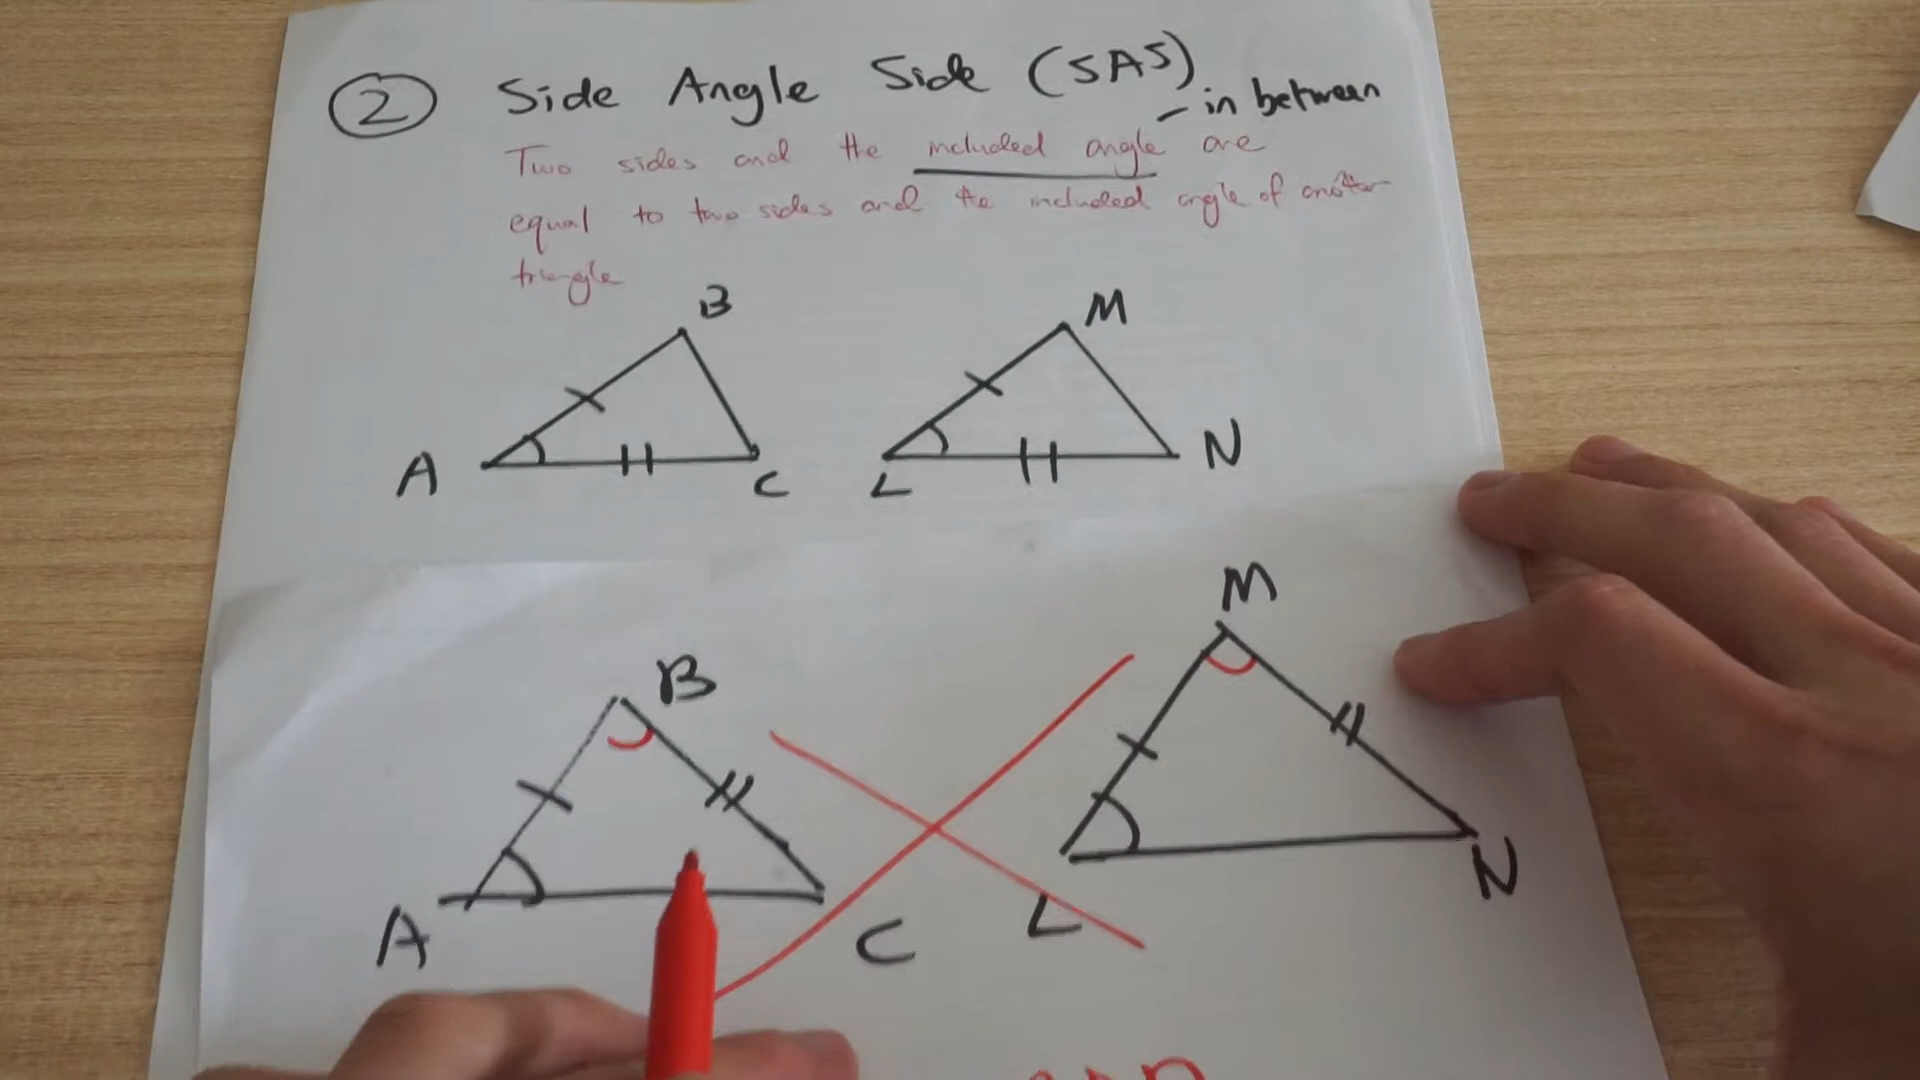 2 Side Angle Side (SAS)
- in between
Two sides and the included angle are
equal to two sides and the included angle of another
triangle
B
M
A
C
L
N
M
B
A
C
L
N